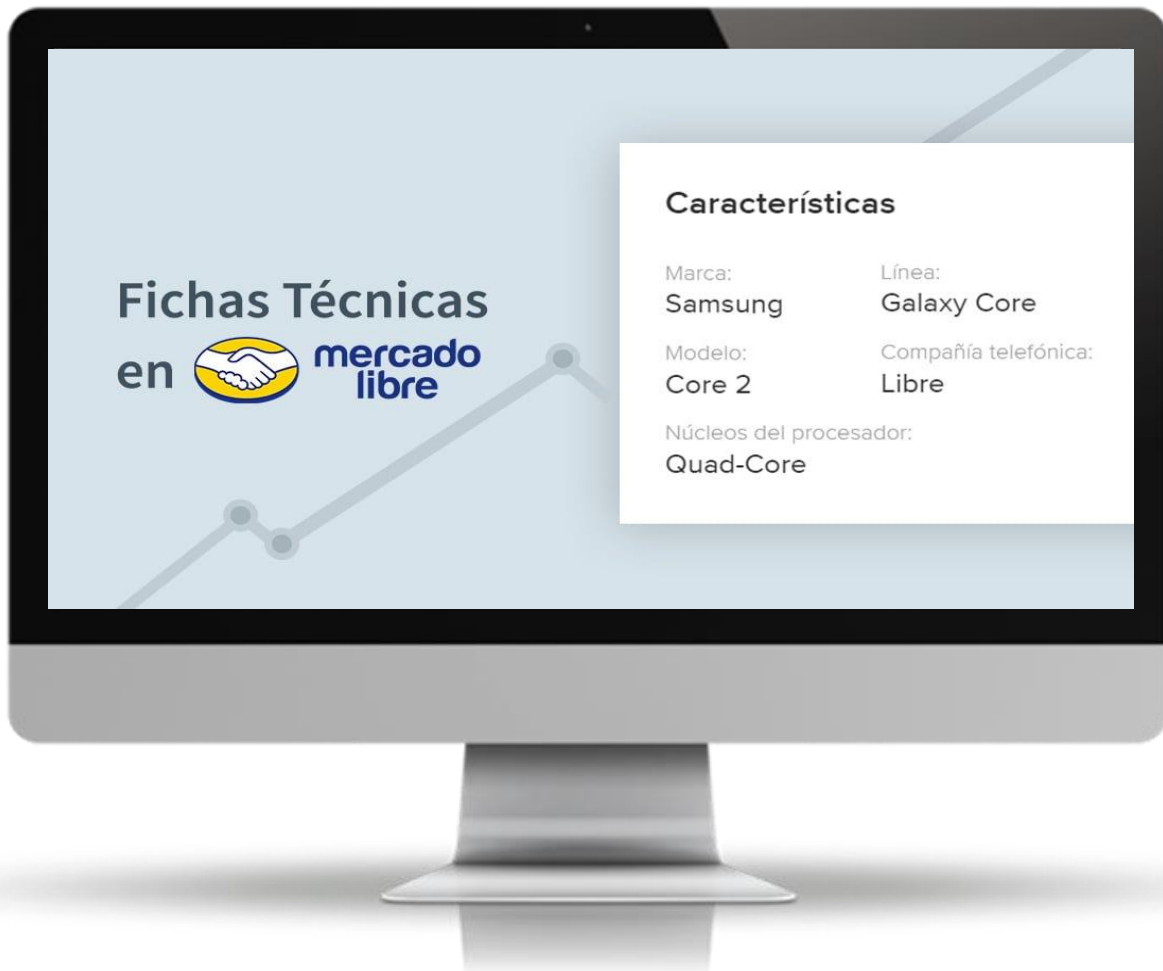 Fichas Técnicas
en mercado
libre
Características
Marca:
Samsung
Línea:
Galaxy Core
Modelo:
Core 2
Compañía telefónica:
Libre
Núcleos del procesador:
Quad-Core